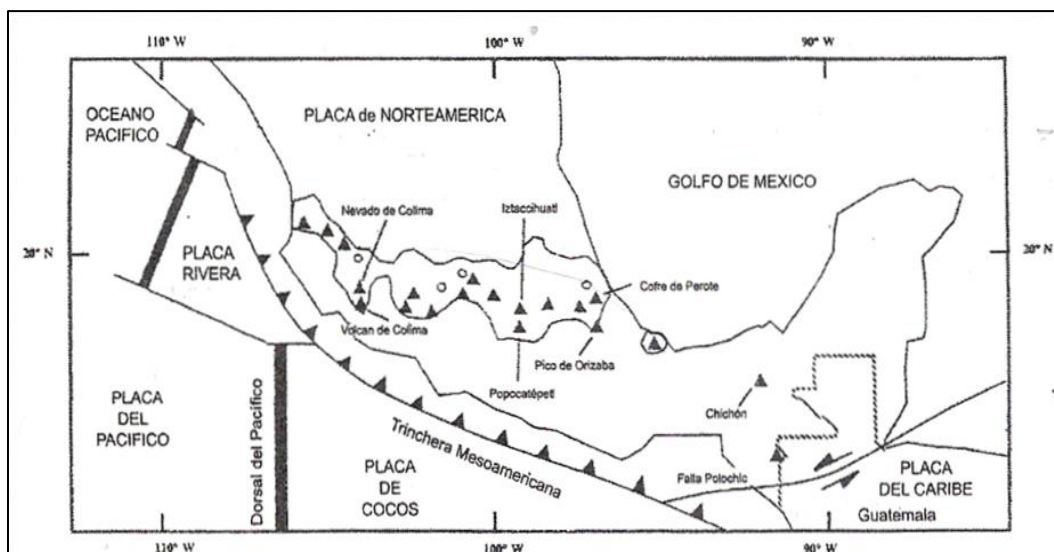 110° W
100° W
90° W
OCEANO
PACIFICO
PLACA de NORTEAMERICA
GOLFO DE MEXICO
Nevado de Colima
Iztaccihuatl
20° N
20° N
PLACA
RIVERA
Cofre de Perote
Volcan de Colima
Pico de Orizaba
Popocatépetl
Chichón
PLACA
DEL
PACIFICO
Dorsal del Pacífico
Trinchera Mesoamericana
PLACA
DE
COCOS
Falla Polochic
PLACA
DEL CARIBE
Guatemala
110° W
100° W
90° W